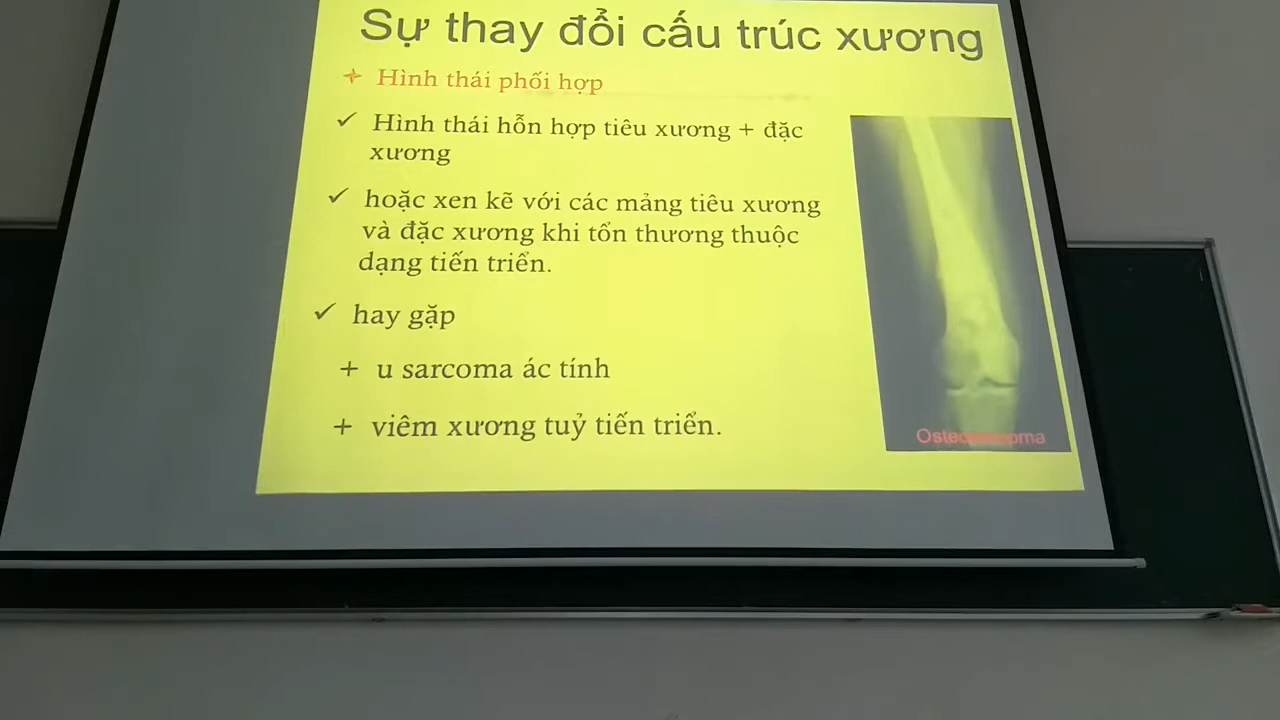 Sự thay đổi cấu trúc xương
Hình thái phối hợp
Hình thái hỗn hợp tiêu xương + đặc
xương
hoặc xen kẽ với các mảng tiêu xương
và đặc xương khi tổn thương thuộc
dạng tiến triển.
hay gặp
+ u sarcoma ác tính
+ viêm xương tuỷ tiến triển.